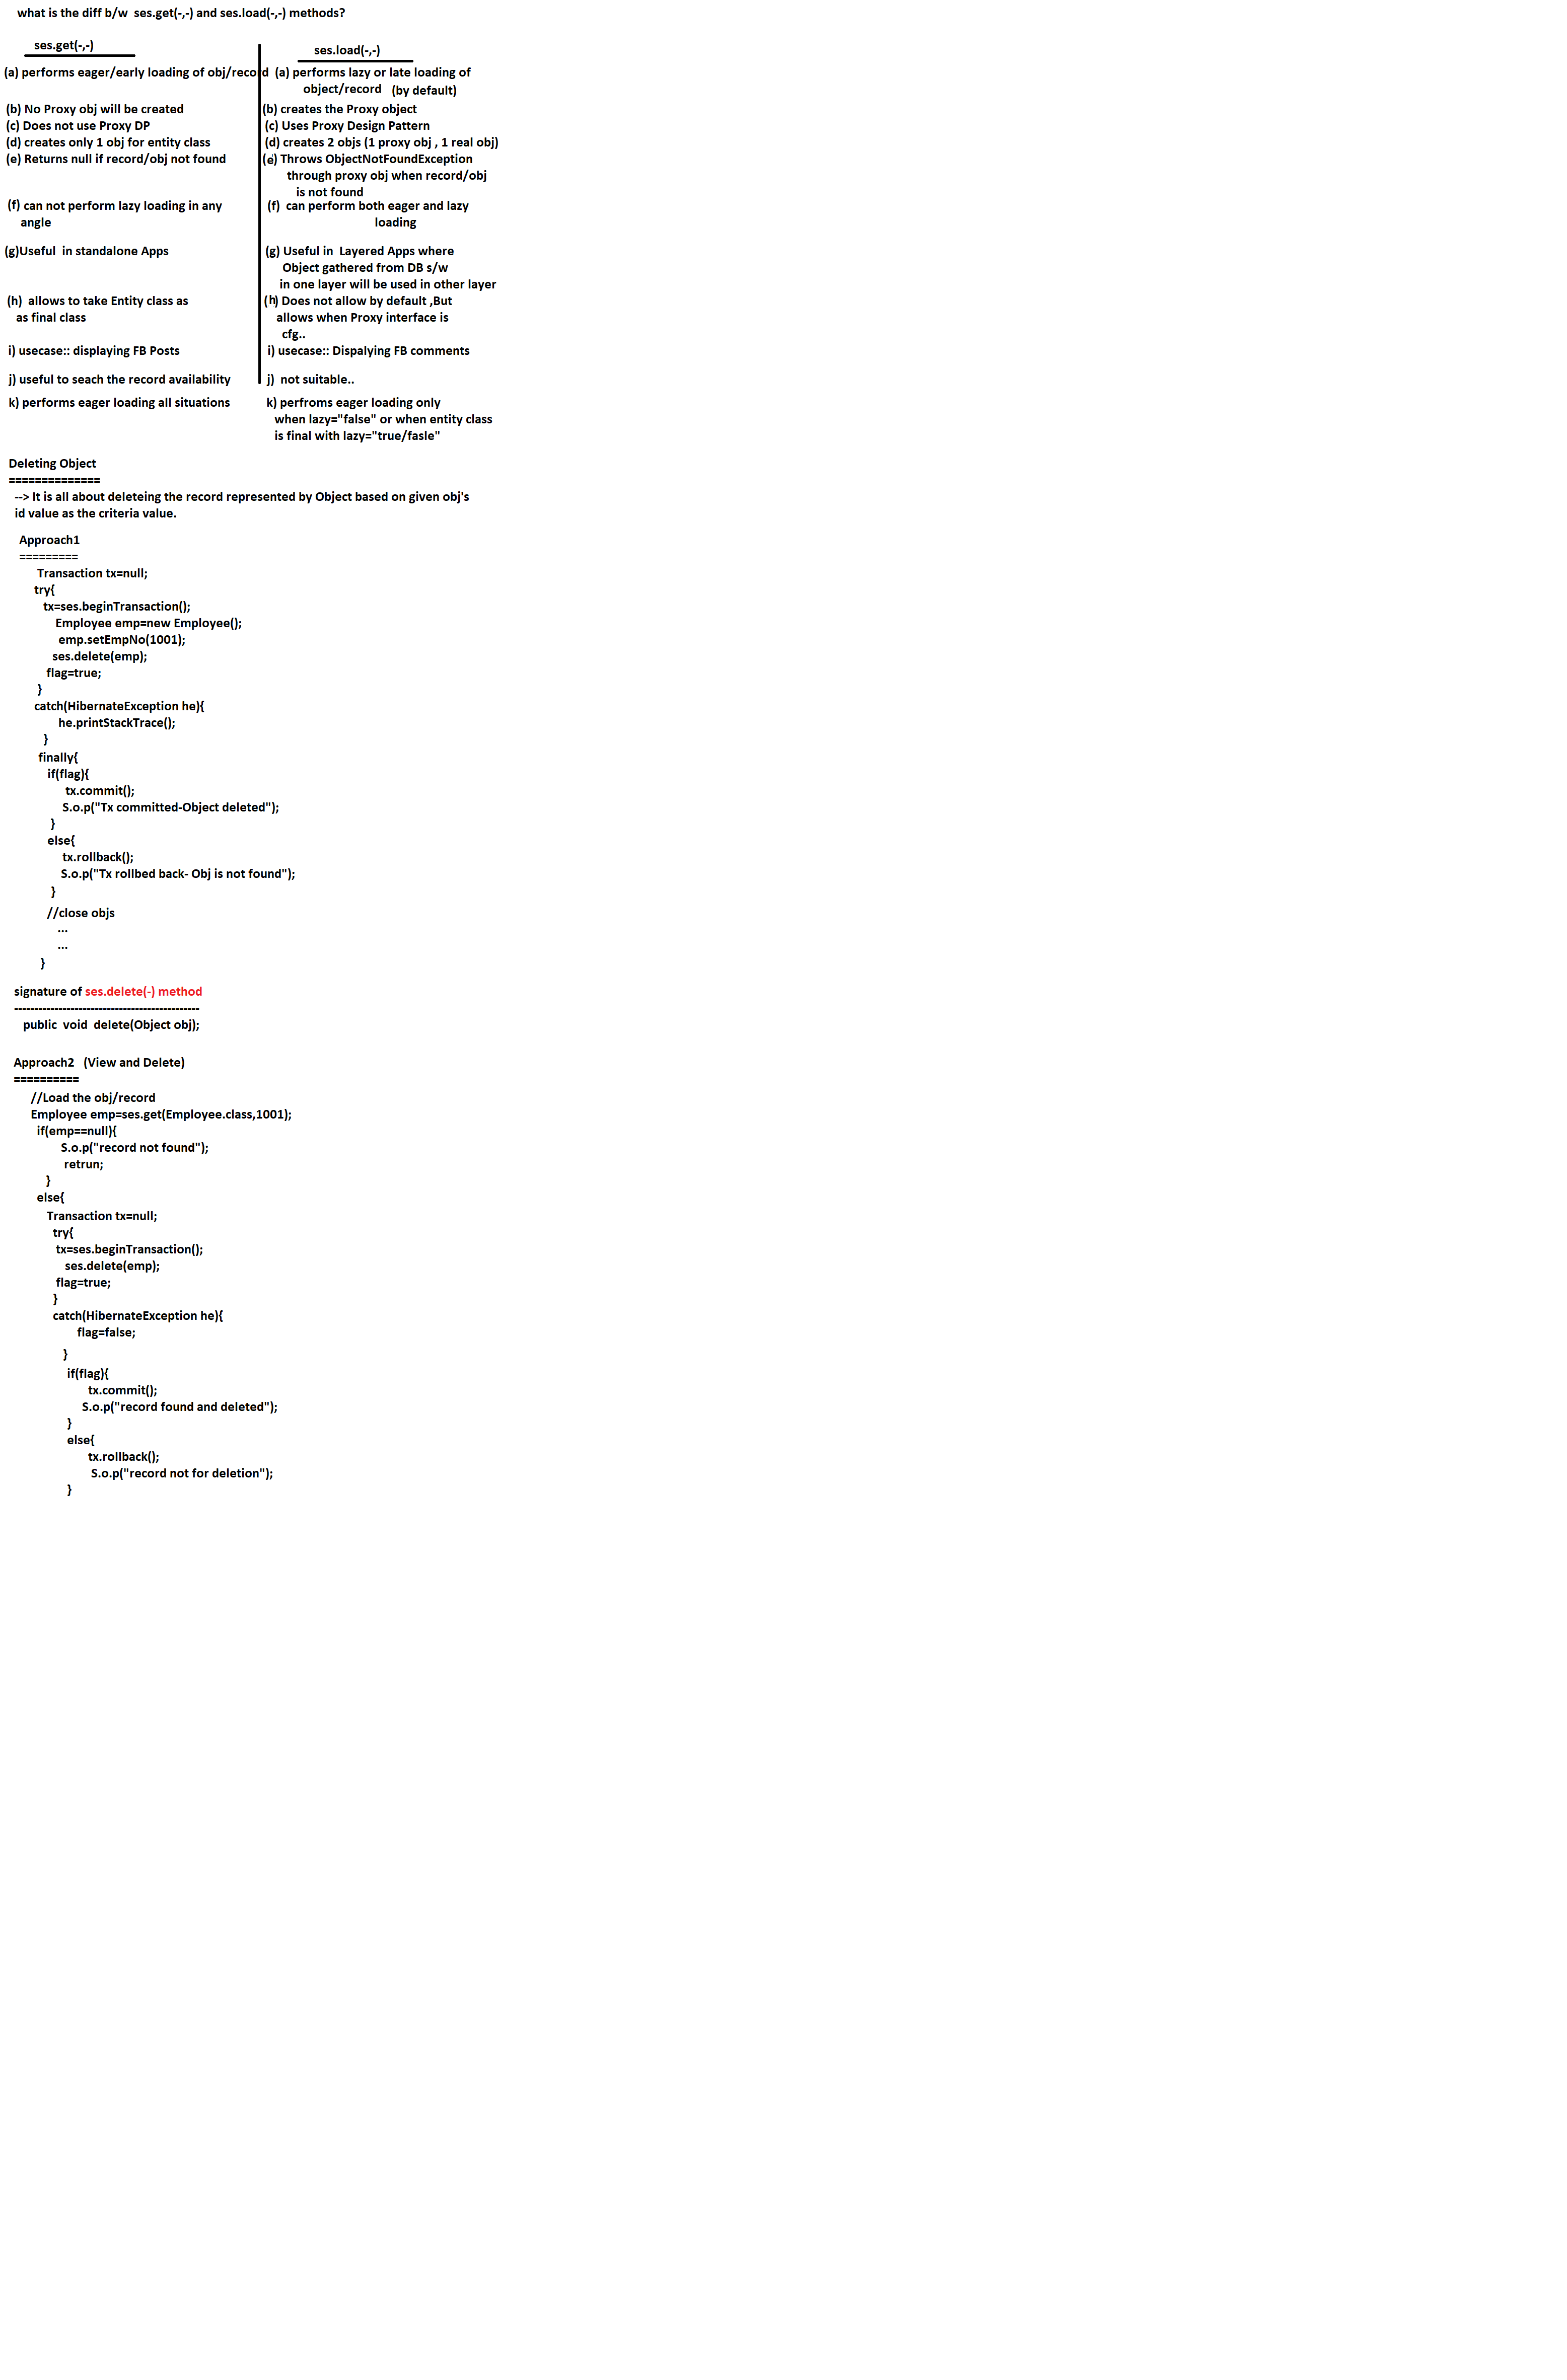 what is the diff b/w  ses.get(-,-) and ses.load(-,-) methods?
ses.get(-,-)
(a) performs eager/early loading of obj/record
(b) No Proxy obj will be created
(c) Does not use Proxy DP
(d) creates only 1 obj for entity class
(e) Returns null if record/obj not found
(f) can not perform lazy loading in any
angle
(g)Useful  in standalone Apps
(h)  allows to take Entity class as
as final class
i) usecase:: displaying FB Posts
j) useful to seach the record availability
k) performs eager loading all situations
ses.load(-,-)
(a) performs lazy or late loading of
object/record   (by default)
(b) creates the Proxy object
(c) Uses Proxy Design Pattern
(d) creates 2 objs (1 proxy obj , 1 real obj)
(e) Throws ObjectNotFoundException
through proxy obj when record/obj
is not found
(f)  can perform both eager and lazy
loading
(g) Useful in  Layered Apps where
Object gathered from DB s/w
in one layer will be used in other layer
(h) Does not allow by default ,But
allows when Proxy interface is
cfg..
i) usecase:: Dispalying FB comments
j)  not suitable..
k) perfroms eager loading only
when lazy="false" or when entity class
is final with lazy="true/fasle"
Deleting Object
==============
--> It is all about deleteing the record represented by Object based on given obj's
id value as the criteria value.
Approach1
=========
Transaction tx=null;
try{
tx=ses.beginTransaction();
Employee emp=new Employee();
emp.setEmpNo(1001);
ses.delete(emp);
flag=true;
}
catch(HibernateException he){
he.printStackTrace();
}
finally{
if(flag){
tx.commit();
S.o.p("Tx committed-Object deleted");
}
else{
tx.rollback();
S.o.p("Tx rollbed back- Obj is not found");
}
//close objs
...
...
}
signature of ses.delete(-) method
----------------------------------------------
public  void  delete(Object obj);
Approach2   (View and Delete)
==========
//Load the obj/record
Employee emp=ses.get(Employee.class,1001);
if(emp==null){
S.o.p("record not found");
retrun;
}
else{
Transaction tx=null;
try{
tx=ses.beginTransaction();
ses.delete(emp);
flag=true;
}
catch(HibernateException he){
flag=false;
}
if(flag){
tx.commit();
S.o.p("record found and deleted");
}
else{
tx.rollback();
S.o.p("record not for deletion");
}